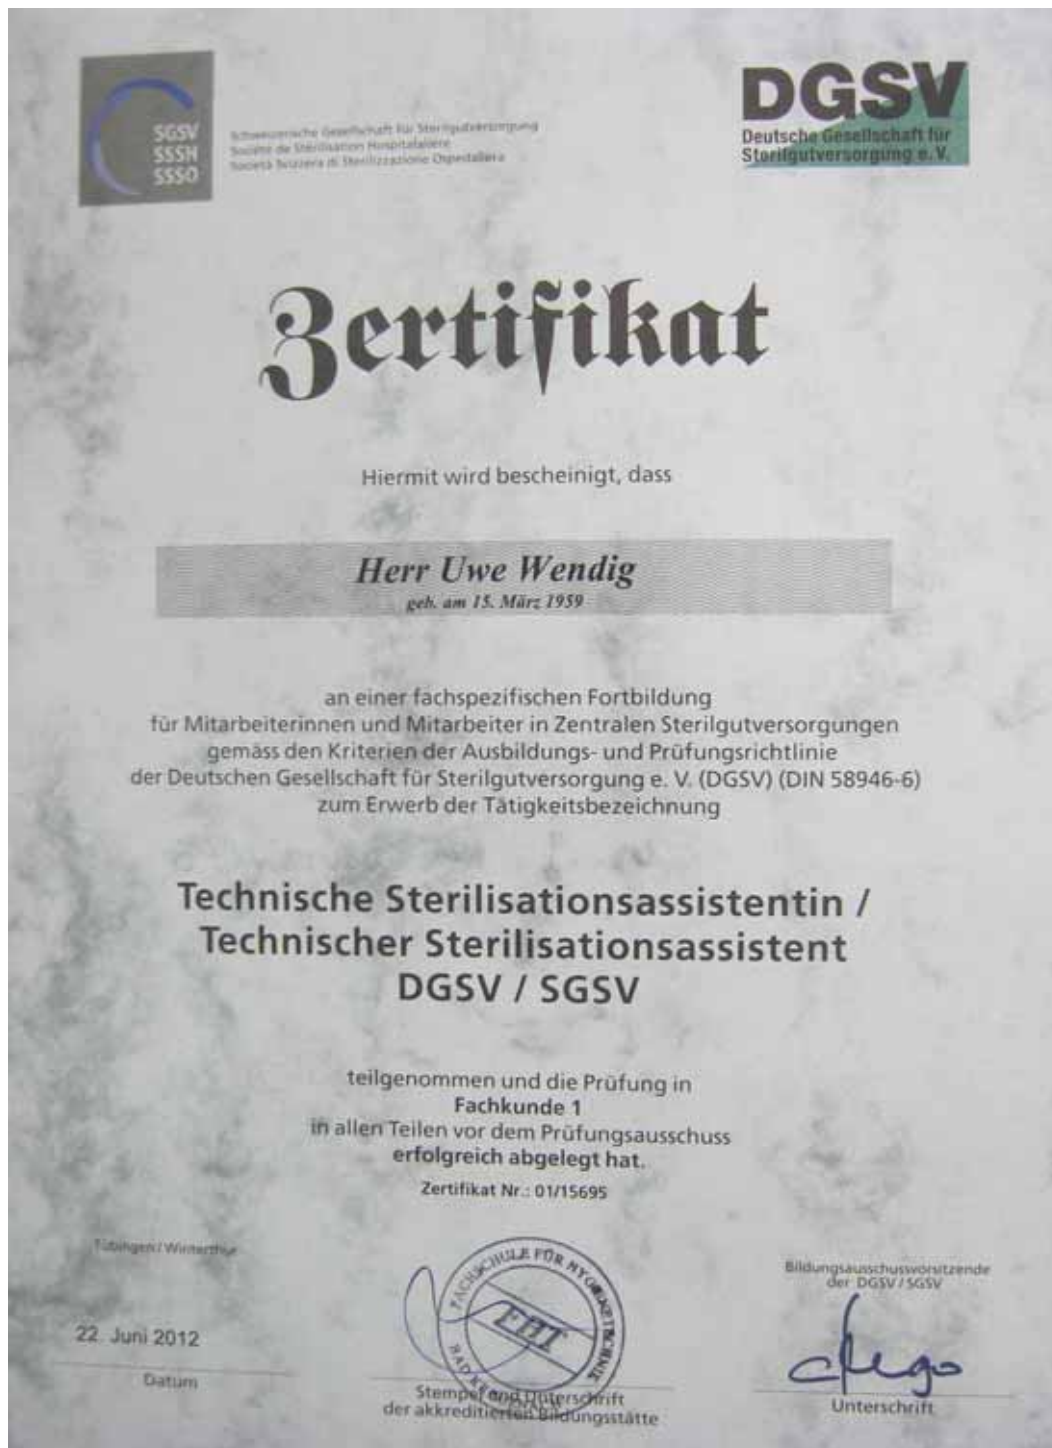 SGSV
SSSH
SSSO
Schweizerische Gesellschaft für Sterilgutversorgung
Société de Stérilisation Hospitalière
Società Svizzera di Sterilizzazione Ospedaliera
DGSV
Deutsche Gesellschaft für
Sterilgutversorgung e.V.
Zertifikat
Hiermit wird bescheinigt, dass
Herr Uwe Wendig
geb. am 15. März 1959
an einer fachspezifischen Fortbildung
für Mitarbeiterinnen und Mitarbeiter in Zentralen Sterilgutversorgungen
gemäss den Kriterien der Ausbildungs- und Prüfungsrichtlinie
der Deutschen Gesellschaft für Sterilgutversorgung e. V. (DGSV) (DIN 58946-6)
zum Erwerb der Tätigkeitsbezeichnung
Technische Sterilisationsassistentin /
Technischer Sterilisationsassistent
DGSV / SGSV
teilgenommen und die Prüfung in
Fachkunde 1
in allen Teilen vor dem Prüfungsausschuss
erfolgreich abgelegt hat.
Zertifikat Nr.: 01/15695
Tübingen / Winterthur
FACHSCHULE FÜR HYGIENETECHNIK
BAD
FHT
Bildungsausschussvorsitzende
der DGSV / SGSV
22. Juni 2012
Datum
Stempel und Unterschrift
der akkreditierten Bildungsstätte
Unterschrift